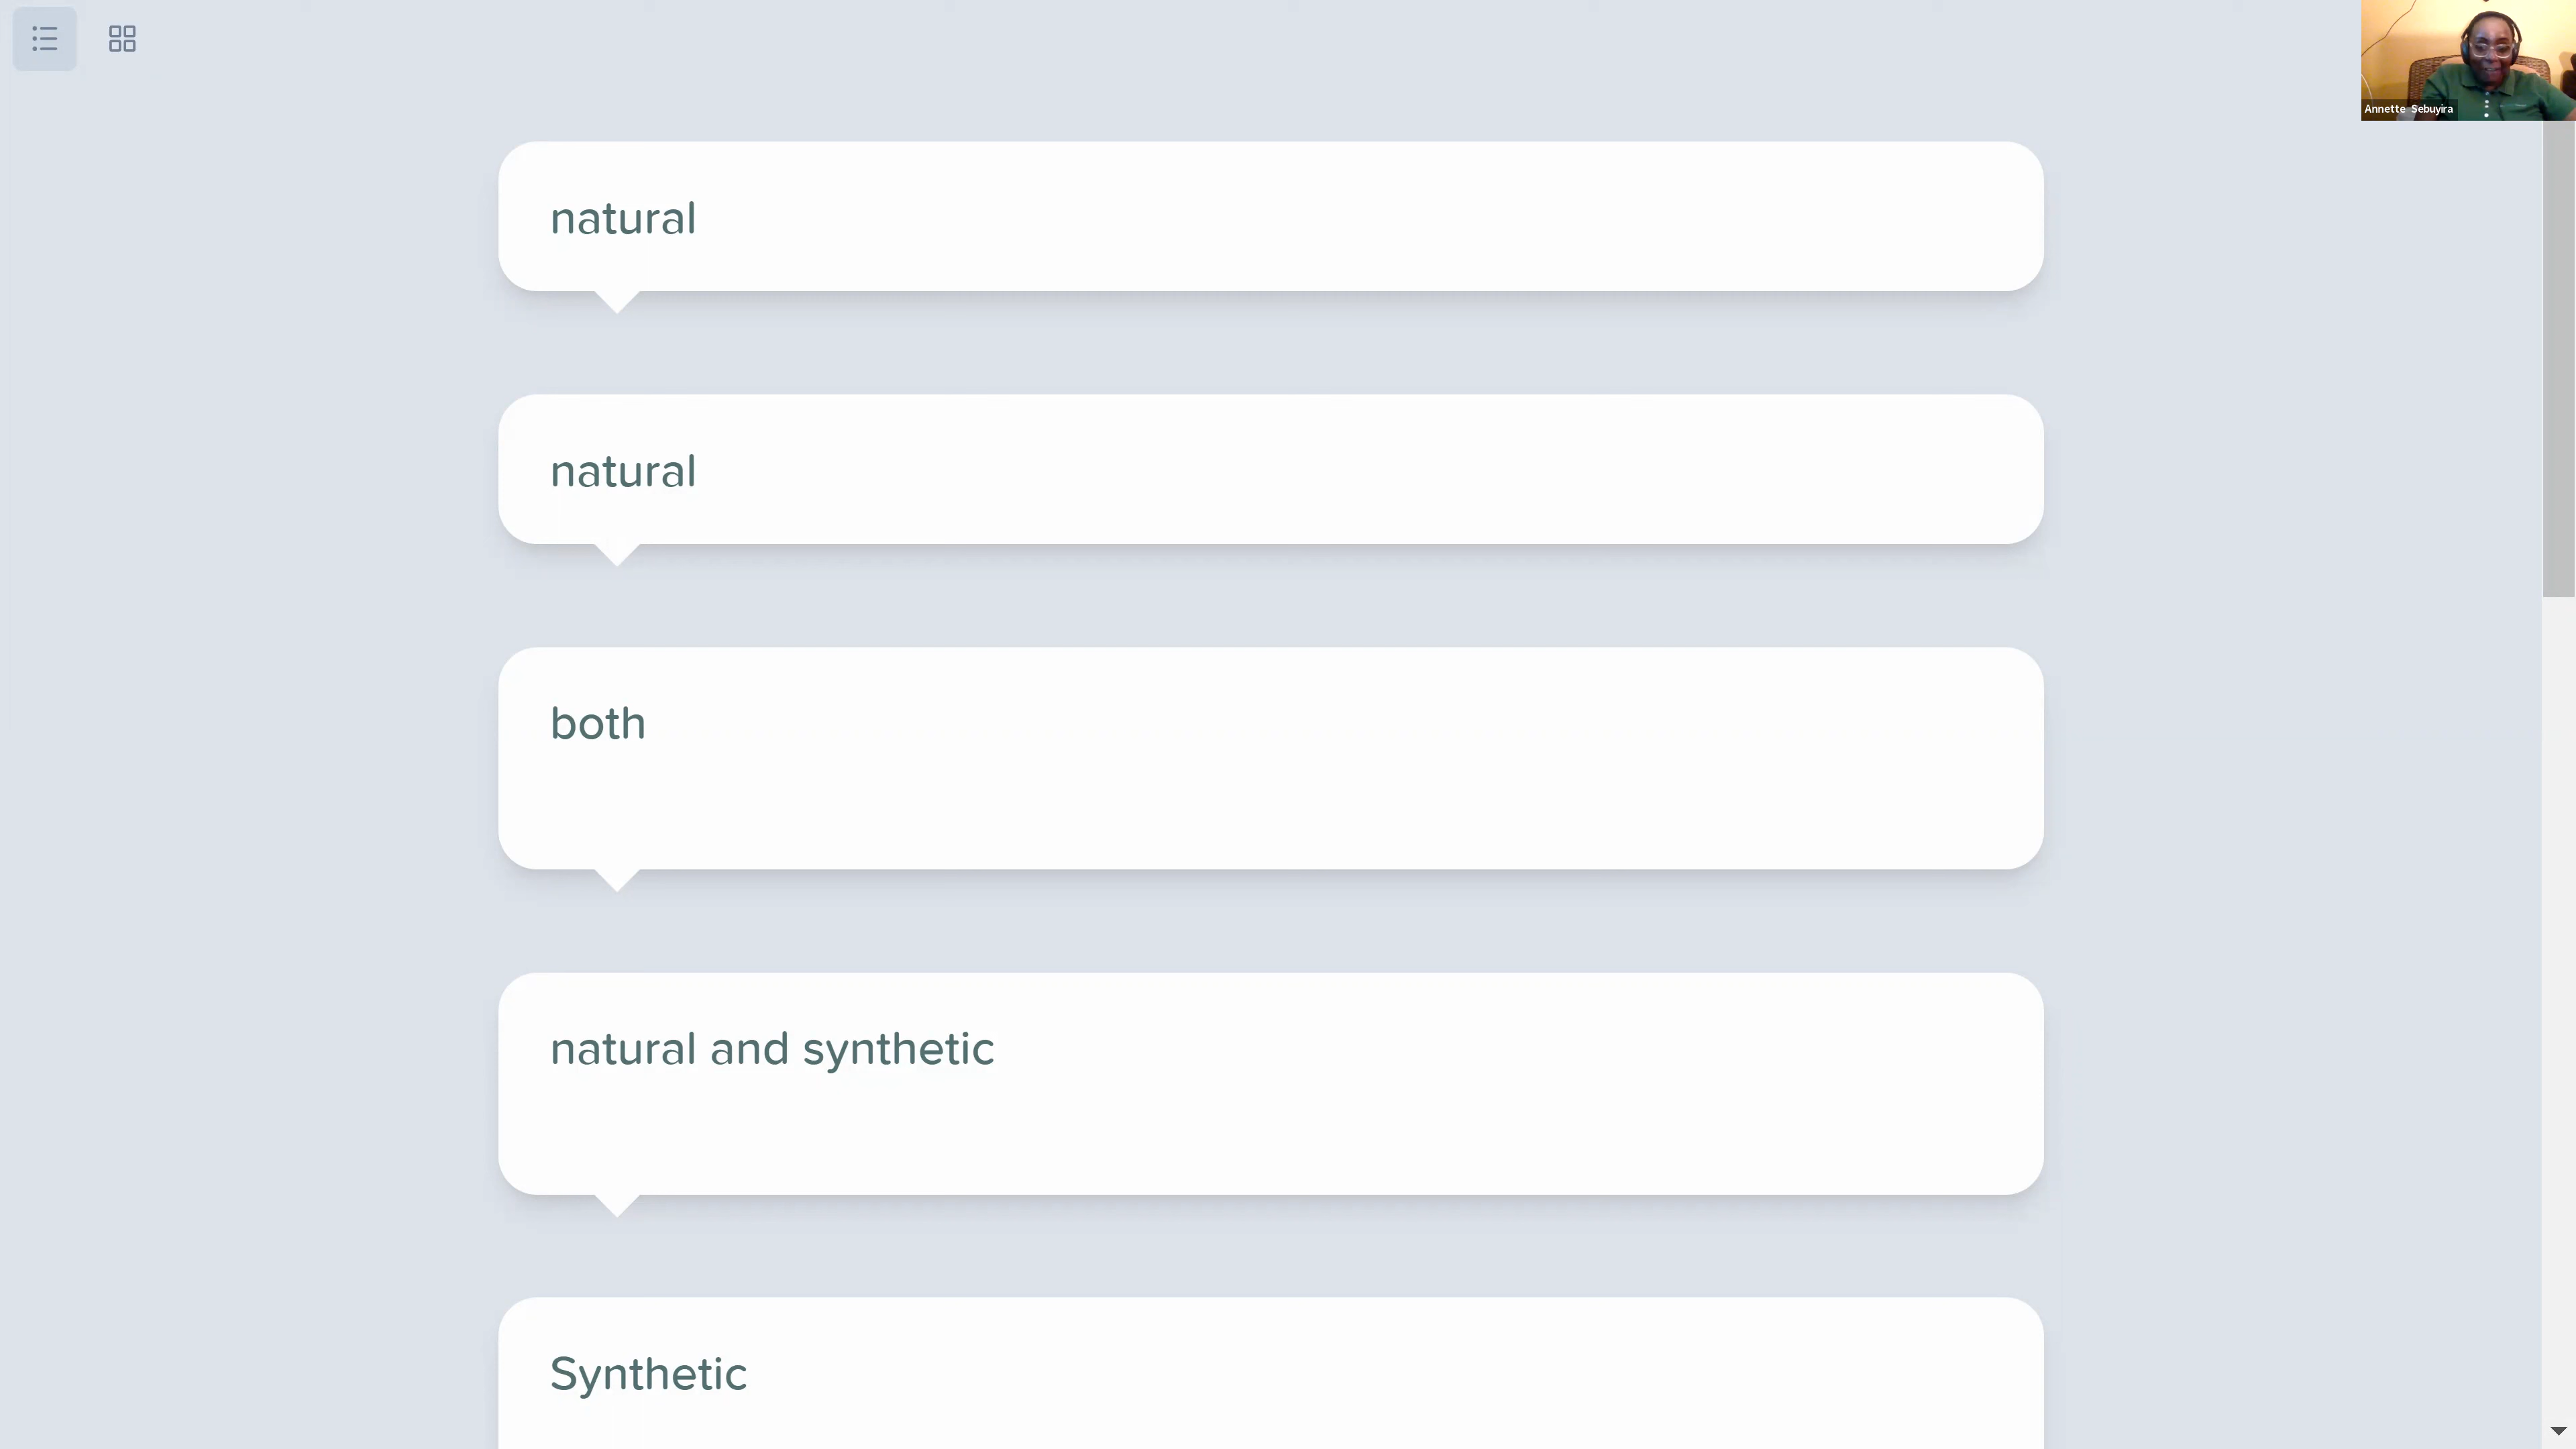 Annette Sebuyira
natural
natural
both
natural and synthetic
Synthetic